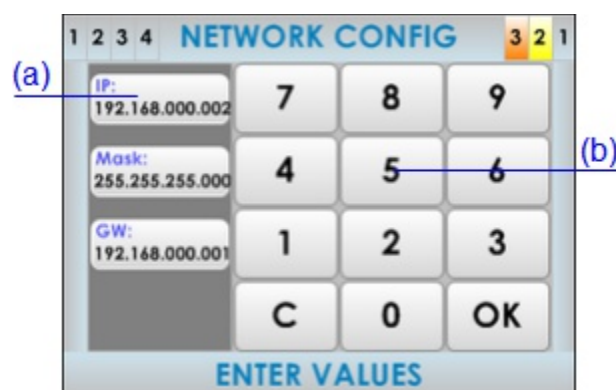 1 2 3 4 NETWORK CONFIG 3 2 1
(a)
IP:
192.168.000.002
7 8 9
(b)
Mask:
255.255.255.000
4 5 6
GW:
192.168.000.001
1 2 3
C 0 OK
ENTER VALUES